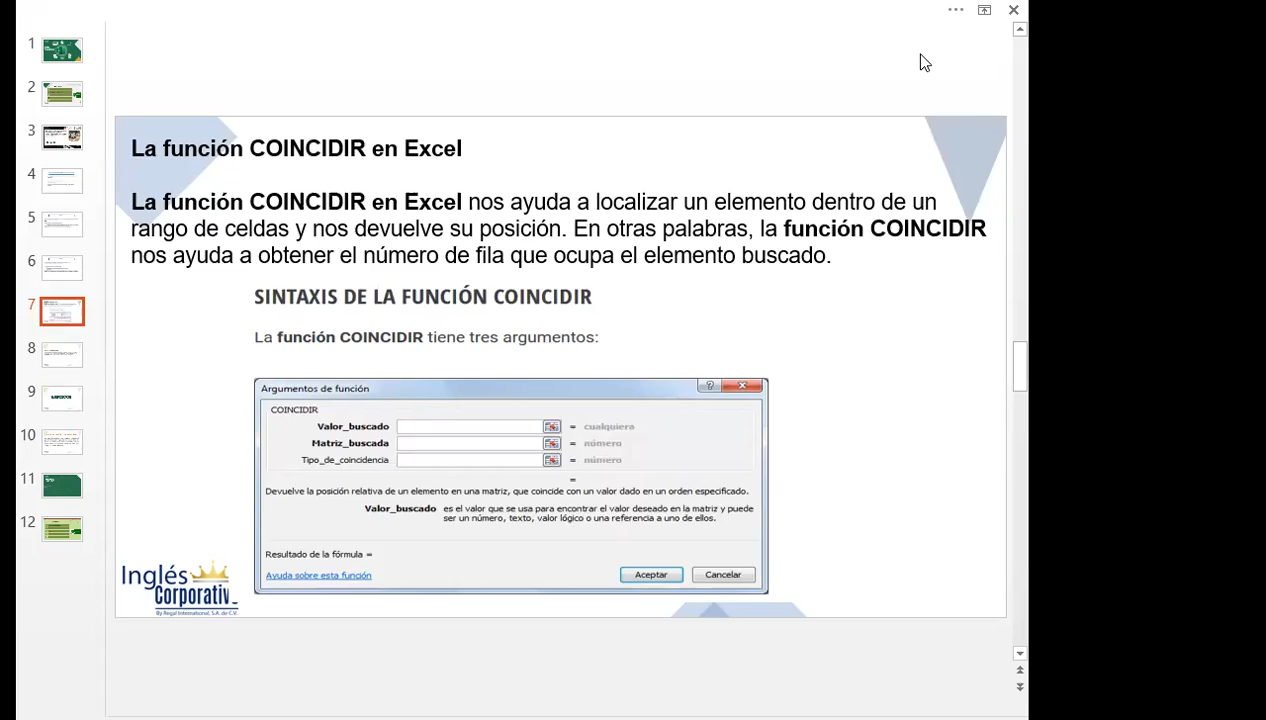 1
2
3
4
5
6
7
8
9
10
11
12
La función COINCIDIR en Excel
La función COINCIDIR en Excel nos ayuda a localizar un elemento dentro de un
rango de celdas y nos devuelve su posición. En otras palabras, la función COINCIDIR
nos ayuda a obtener el número de fila que ocupa el elemento buscado.
SINTAXIS DE LA FUNCIÓN COINCIDIR
La función COINCIDIR tiene tres argumentos:
Argumentos de función
COINCIDIR
Valor_buscado = cualquiera
Matriz_buscada = número
Tipo_de_coincidencia = número
=
Devuelve la posición relativa de un elemento en una matriz, que coincide con un valor dado en un orden especificado.
Valor_buscado es el valor que se usa para encontrar el valor deseado en la matriz y puede
ser un número, texto, valor lógico o una referencia a uno de ellos.
Resultado de la fórmula =
Ayuda sobre esta función
Aceptar
Cancelar
Inglés
Corporativ
By Regal International, S.A. de C.V.